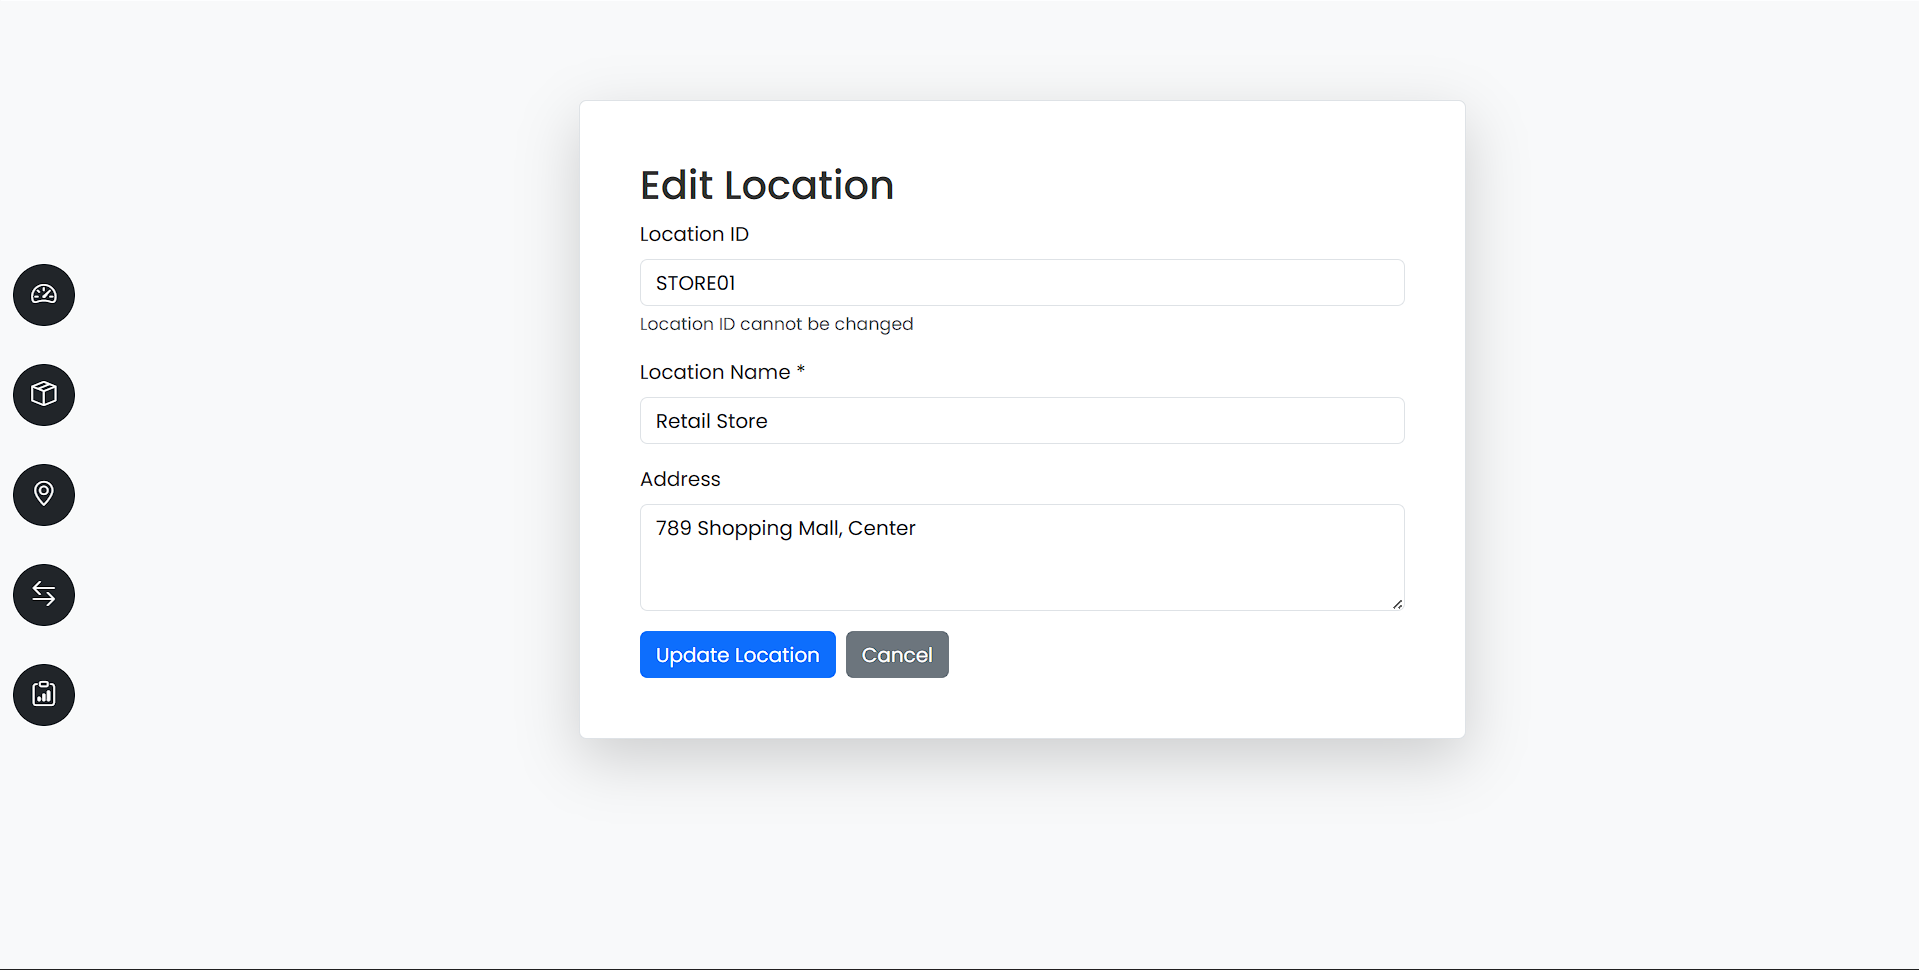 Edit Location
Location ID
STORE01
Location ID cannot be changed
Location Name *
Retail Store
Address
789 Shopping Mall, Center
Update Location
Cancel